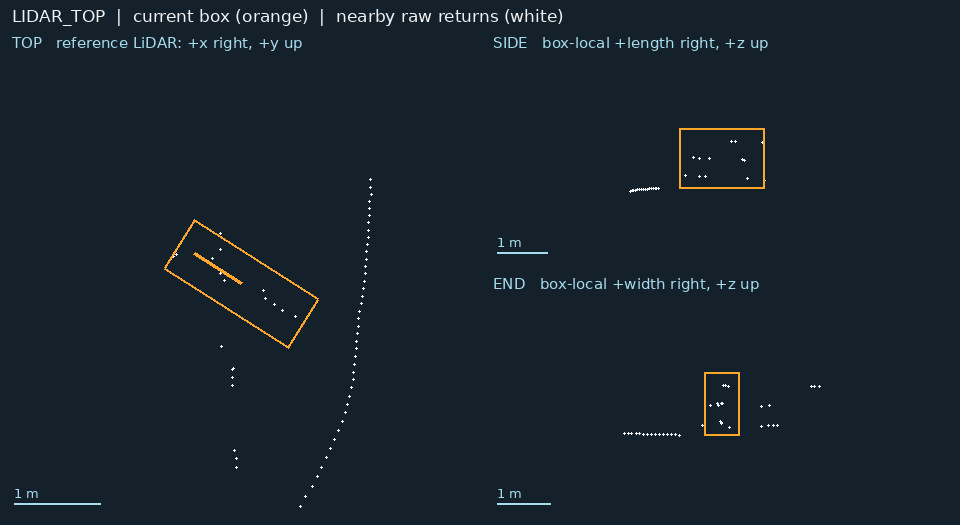 LIDAR_TOP | current box (orange) | nearby raw returns (white)
TOP reference LiDAR: +x right, +y up
SIDE box-local +length right, +z up
1 m
END box-local +width right, +z up
1 m
1 m